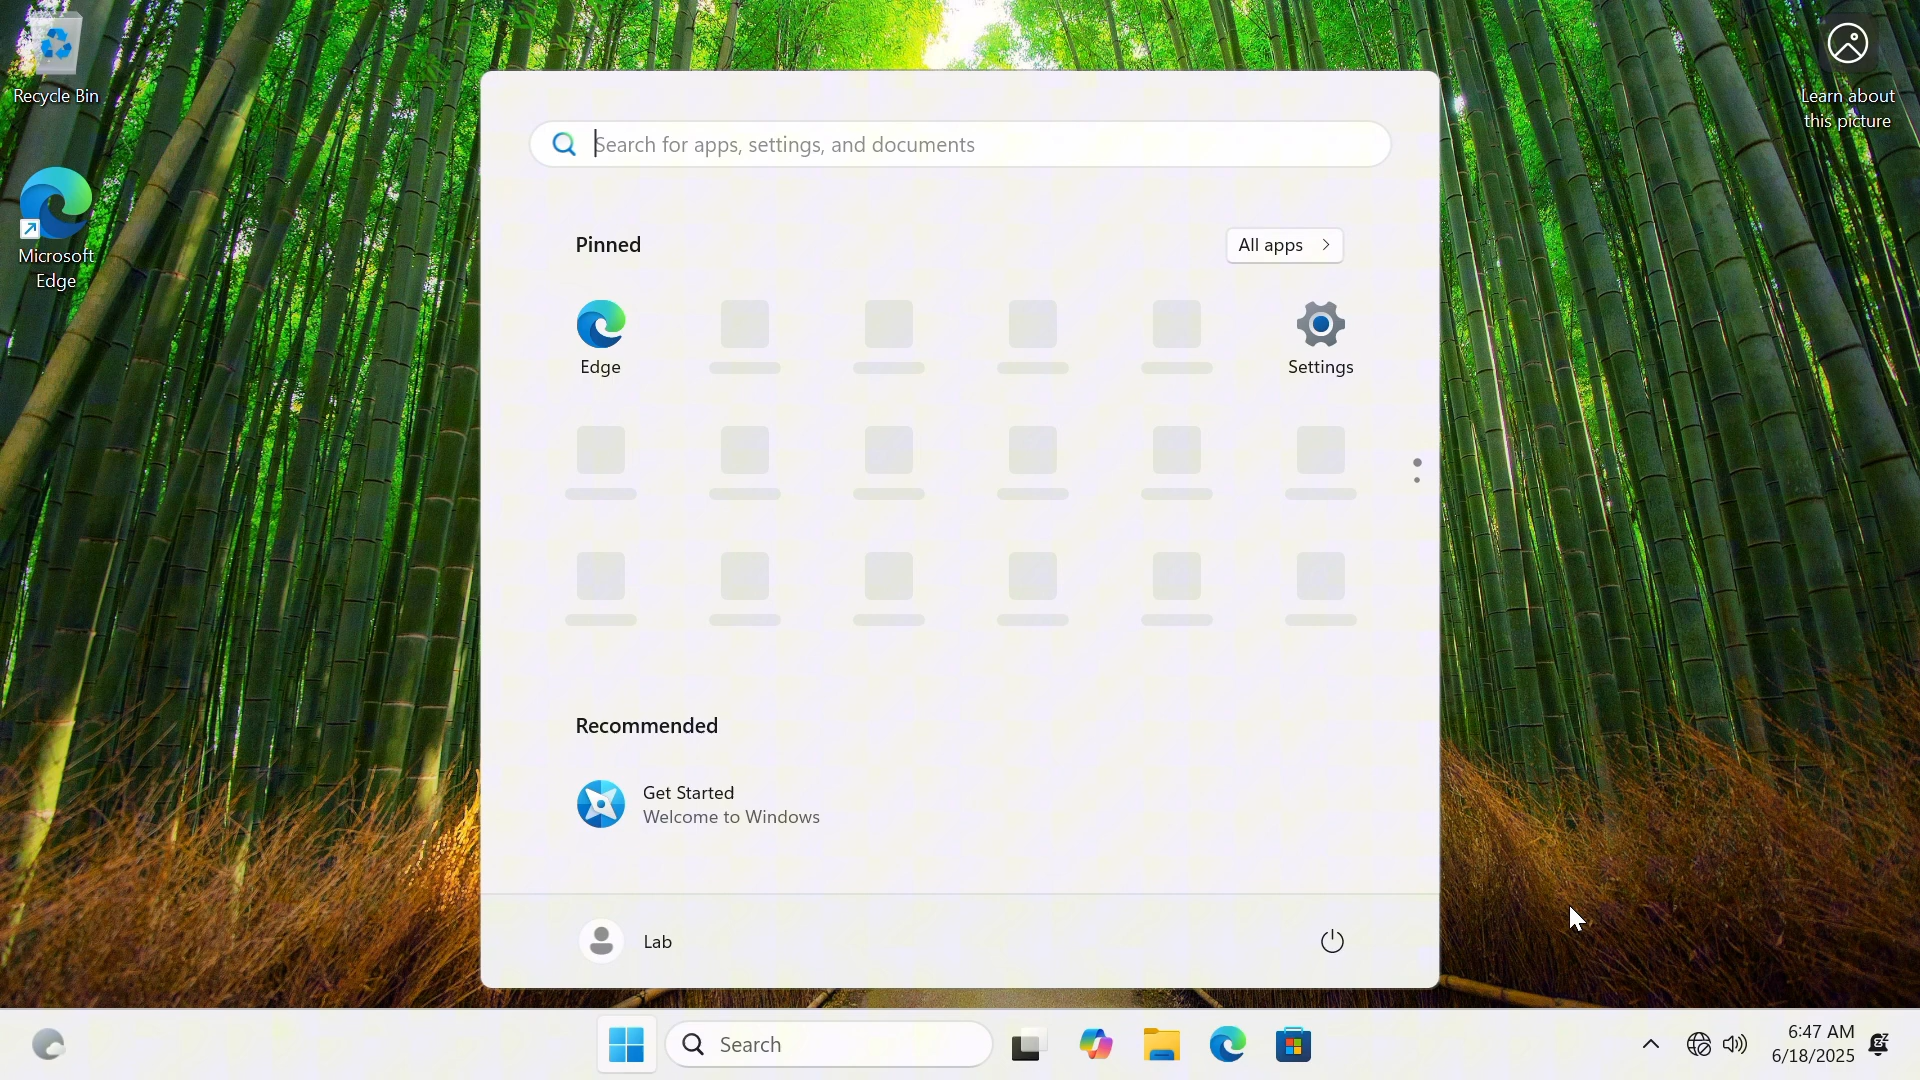 Recycle Bin
Microsoft
Edge
Learn about
this picture
Search for apps, settings, and documents
Pinned
All apps
Edge
Settings
Recommended
Get Started
Welcome to Windows
Lab
Search
6:47 AM
6/18/2025